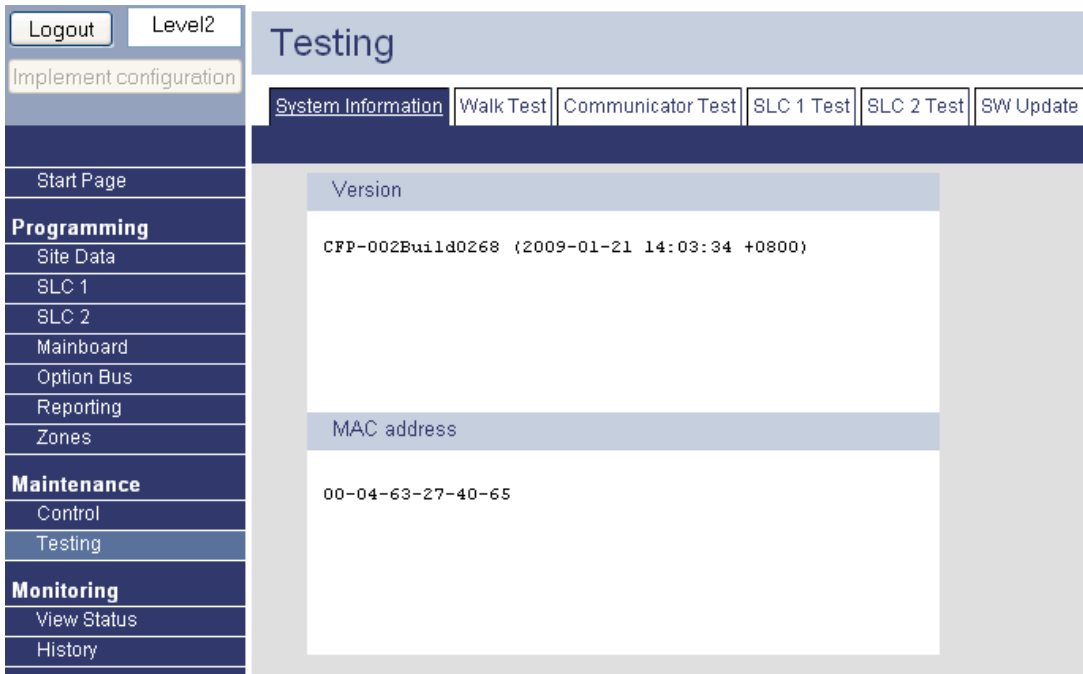 Logout
Level2
Implement configuration
Testing
System Information
Walk Test
Communicator Test
SLC 1 Test
SLC 2 Test
SW Update
Start Page
Programming
Site Data
SLC 1
SLC 2
Mainboard
Option Bus
Reporting
Zones
Maintenance
Control
Testing
Monitoring
View Status
History
Version
CFP-002Build0268 (2009-01-21 14:03:34 +0800)
MAC address
00-04-63-27-40-65